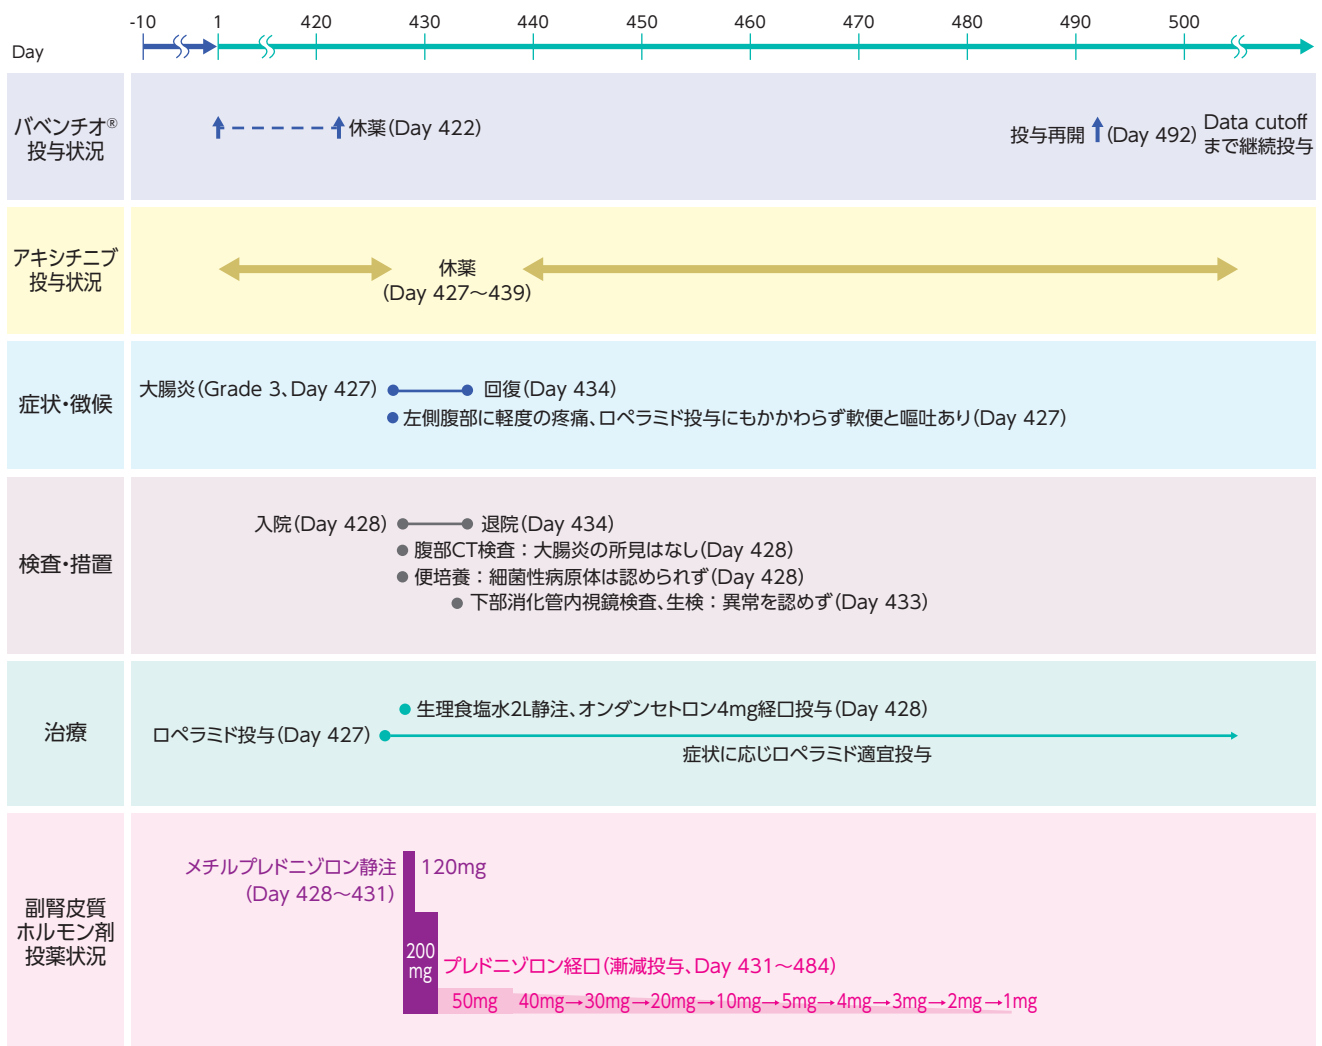 Day
-10 1 420 430 440 450 460 470 480 490 500
バベンチオ®
投与状況
休薬(Day 422)
投与再開 (Day 492)
Data cutoff
まで継続投与
アキシチニブ
投与状況
休薬
(Day 427～439)
症状・徴候
大腸炎(Grade 3、Day 427)
回復(Day 434)
左側腹部に軽度の疼痛、ロペラミド投与にもかかわらず軟便と嘔吐あり(Day 427)
検査・措置
入院(Day 428)
退院(Day 434)
腹部CT検査：大腸炎の所見はなし(Day 428)
便培養：細菌性病原体は認められず(Day 428)
下部消化管内視鏡検査、生検：異常を認めず(Day 433)
治療
生理食塩水2L静注、オンダンセトロン4mg経口投与(Day 428)
ロペラミド投与(Day 427)
症状に応じロペラミド適宜投与
副腎皮質
ホルモン剤
投薬状況
メチルプレドニゾロン静注
(Day 428～431)
120mg
200
mg
プレドニゾロン経口(漸減投与、Day 431～484)
50mg 40mg→30mg→20mg→10mg→5mg→4mg→3mg→2mg→1mg